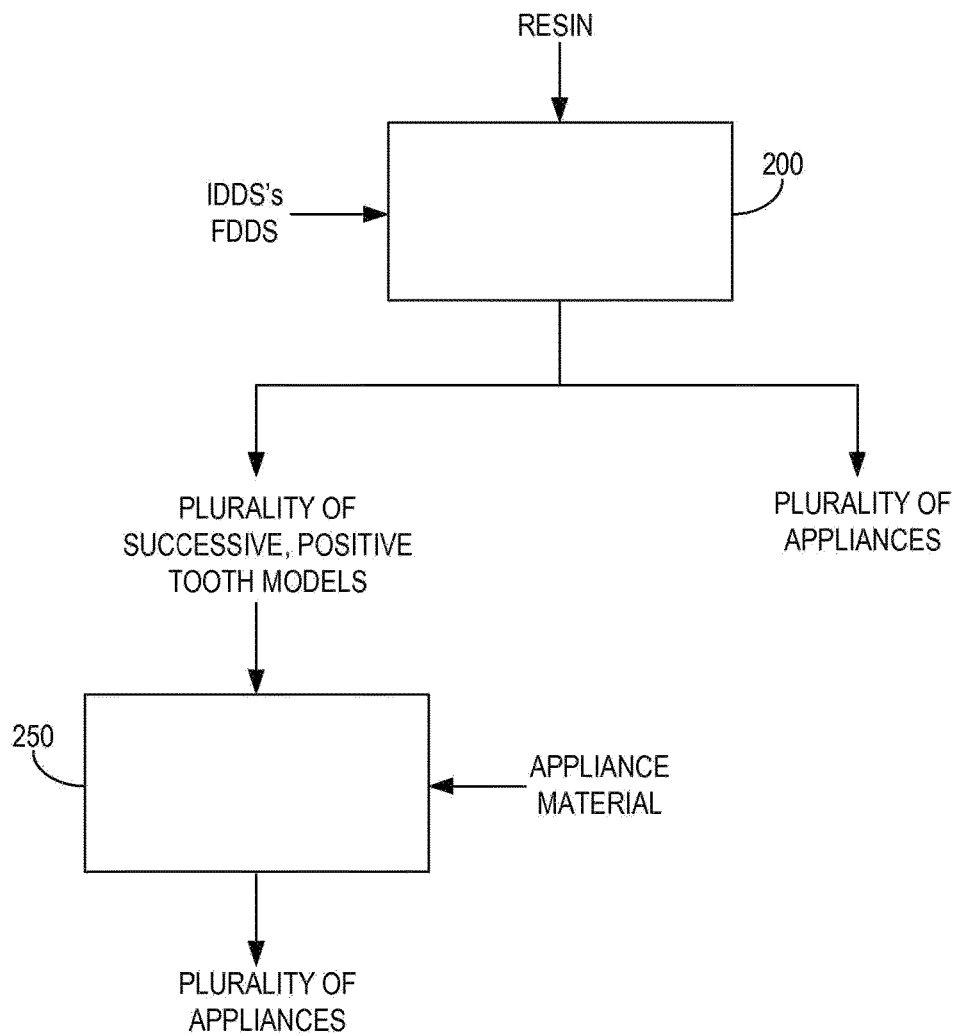 RESIN
200
IDDS's
FDDS
PLURALITY OF
SUCCESSIVE, POSITIVE
TOOTH MODELS
PLURALITY OF
APPLIANCES
250
APPLIANCE
MATERIAL
PLURALITY OF
APPLIANCES